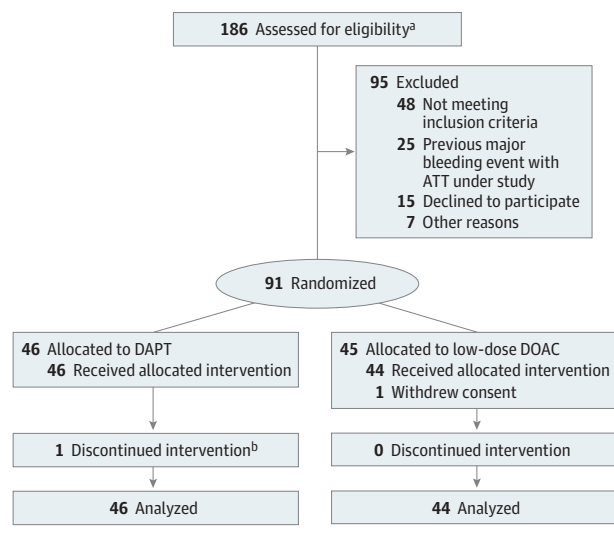 186 Assessed for eligibilitya
95 Excluded
48 Not meeting
inclusion criteria
25 Previous major
bleeding event with
ATT under study
15 Declined to participate
7 Other reasons
91 Randomized
46 Allocated to DAPT
46 Received allocated intervention
45 Allocated to low-dose DOAC
44 Received allocated intervention
1 Withdrew consent
1 Discontinued interventionb
0 Discontinued intervention
46 Analyzed
44 Analyzed